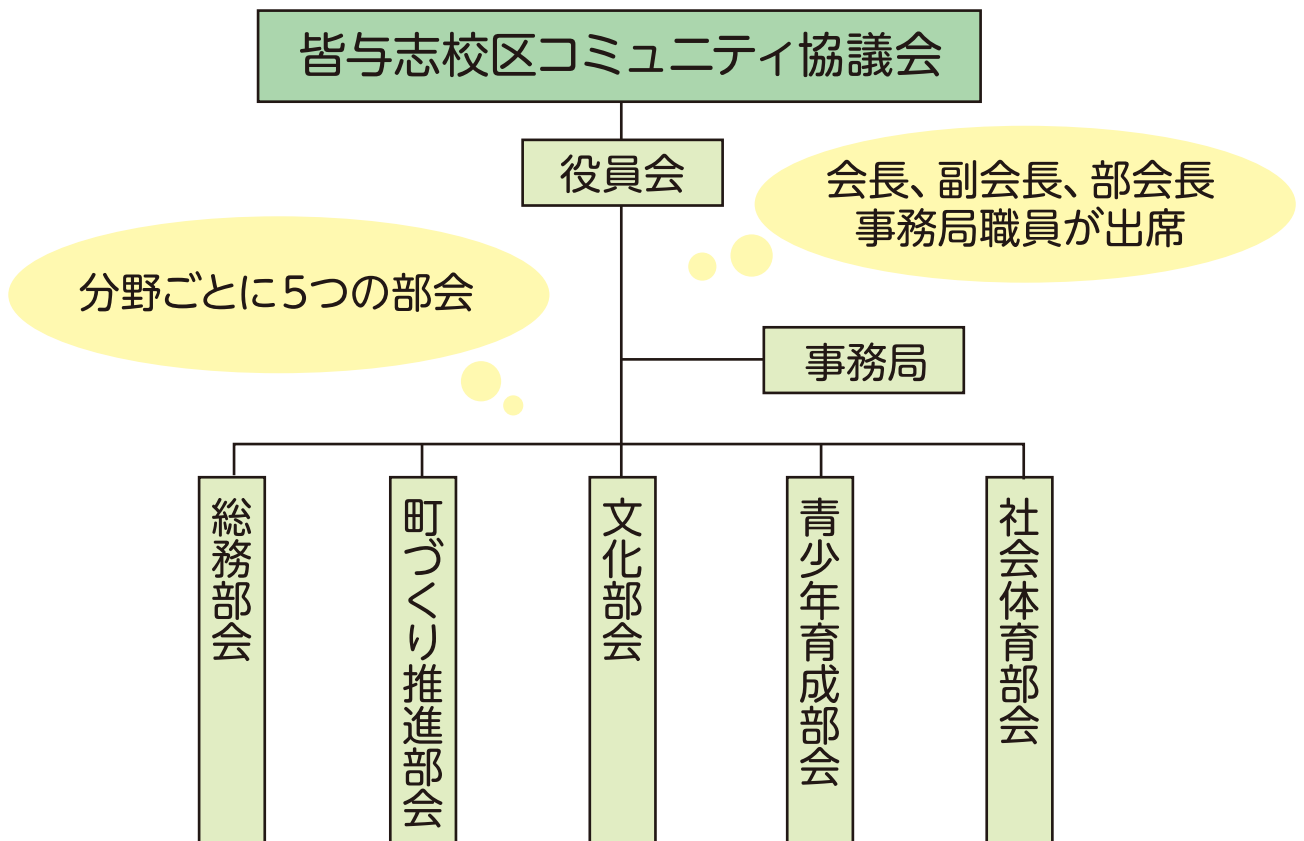 皆与志校区コミュニティ協議会
役員会
会長、副会長、部会長
事務局職員が出席
分野ごとに5つの部会
事務局
総務部会
町づくり推進部会
文化部会
青少年育成部会
社会体育部会